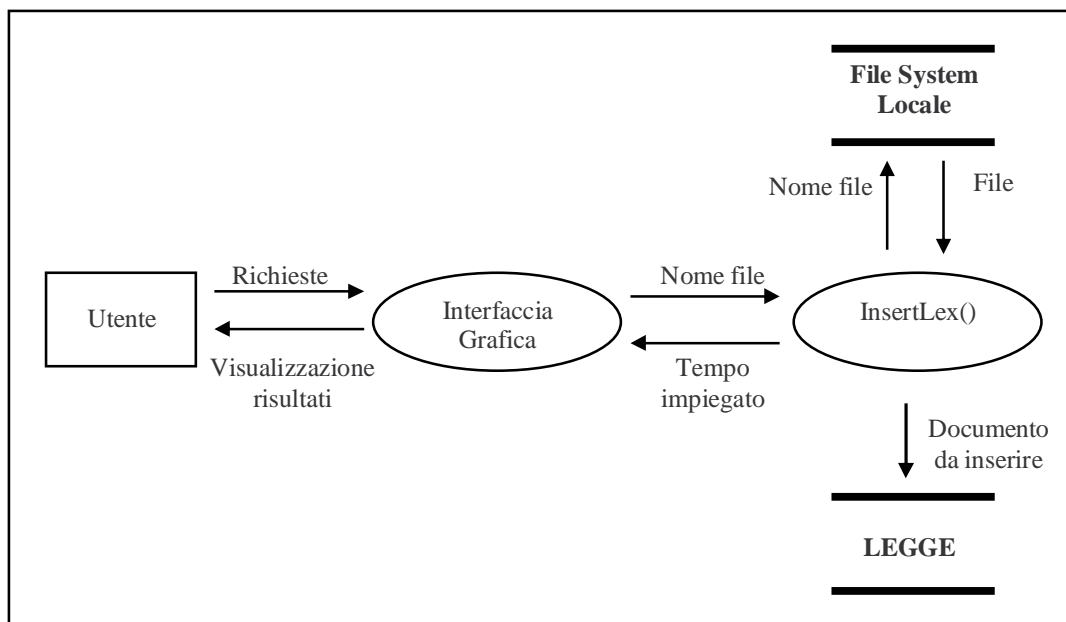 File System
Locale
Nome file
File
Richieste
Nome file
Utente
Interfaccia
Grafica
InsertLex()
Visualizzazione
risultati
Tempo
impiegato
Documento
da inserire
LEGGE